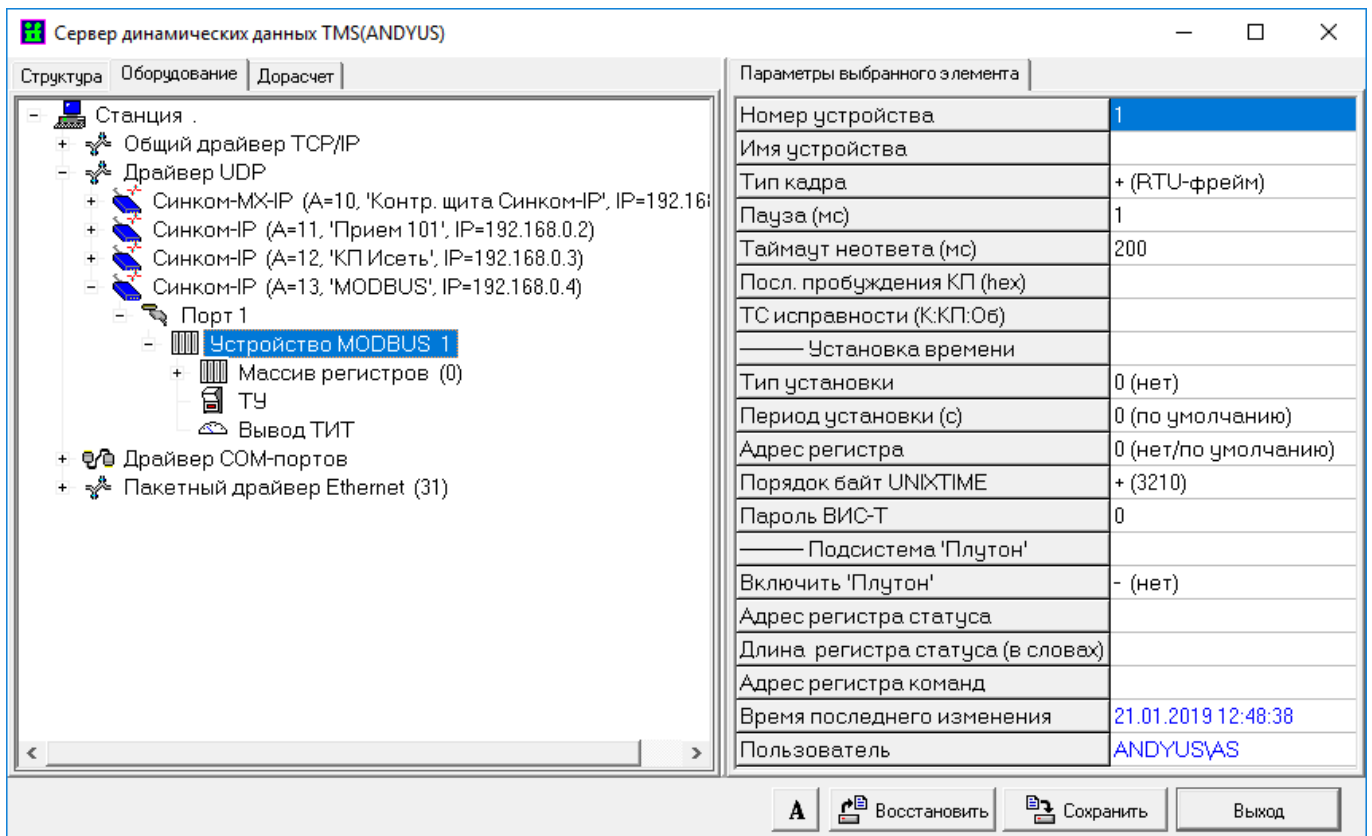 Сервер динамических данных TMS(ANDYUS)
Структура Оборудование Дорасчет
Станция .
Общий драйвер TCP/IP
Драйвер UDP
Синком-MX-IP (A=10, 'Контр. щита Синком-IP', IP=192.16
Синком-IP (A=11, 'Прием 101', IP=192.168.0.2)
Синком-IP (A=12, 'КП Исеть', IP=192.168.0.3)
Синком-IP (A=13, 'MODBUS', IP=192.168.0.4)
Порт 1
Устройство MODBUS 1
Массив регистров (0)
ТУ
Вывод ТИТ
Драйвер COM-портов
Пакетный драйвер Ethernet (31)
Параметры выбранного элемента
Номер устройства 1
Имя устройства
Тип кадра + (RTU-фрейм)
Пауза (мс) 1
Таймаут неответа (мс) 200
Посл. пробуждения КП (hex)
ТС исправности (К:КП:Об)
——— Установка времени
Тип установки 0 (нет)
Период установки (с) 0 (по умолчанию)
Адрес регистра 0 (нет/по умолчанию)
Порядок байт UNIXTIME + (3210)
Пароль ВИС-Т 0
——— Подсистема 'Плутон'
Включить 'Плутон' - (нет)
Адрес регистра статуса
Длина регистра статуса (в словах)
Адрес регистра команд
Время последнего изменения 21.01.2019 12:48:38
Пользователь ANDYUS\AS
A Восстановить Сохранить Выход